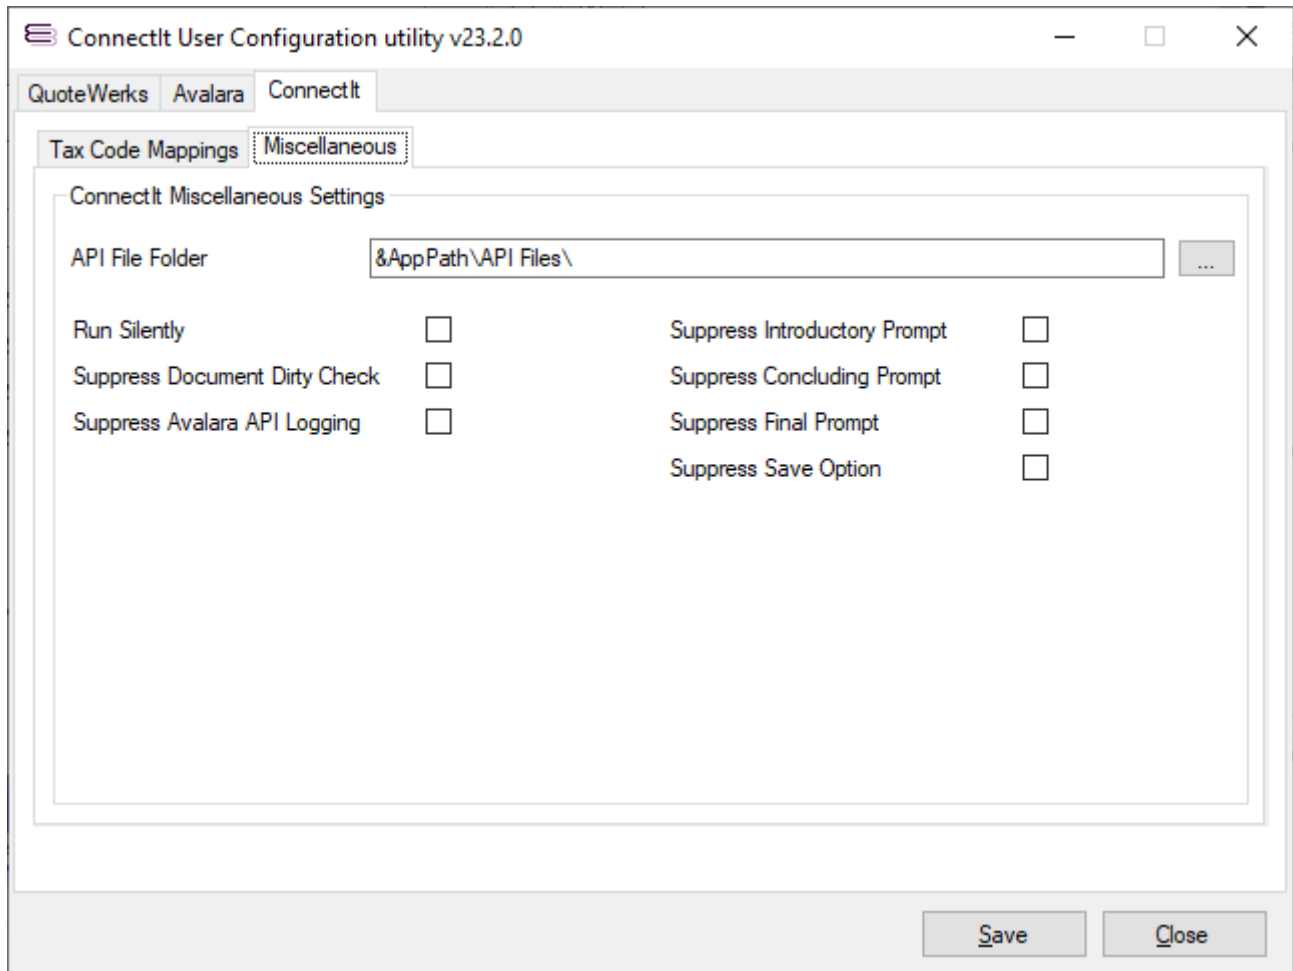 ConnectIt User Configuration utility v23.2.0
QuoteWerks Avalara ConnectIt
Tax Code Mappings Miscellaneous
ConnectIt Miscellaneous Settings
API File Folder &AppPath\API Files\ ...
Run Silently Suppress Introductory Prompt
Suppress Document Dirty Check Suppress Concluding Prompt
Suppress Avalara API Logging Suppress Final Prompt
Suppress Save Option
Save Close